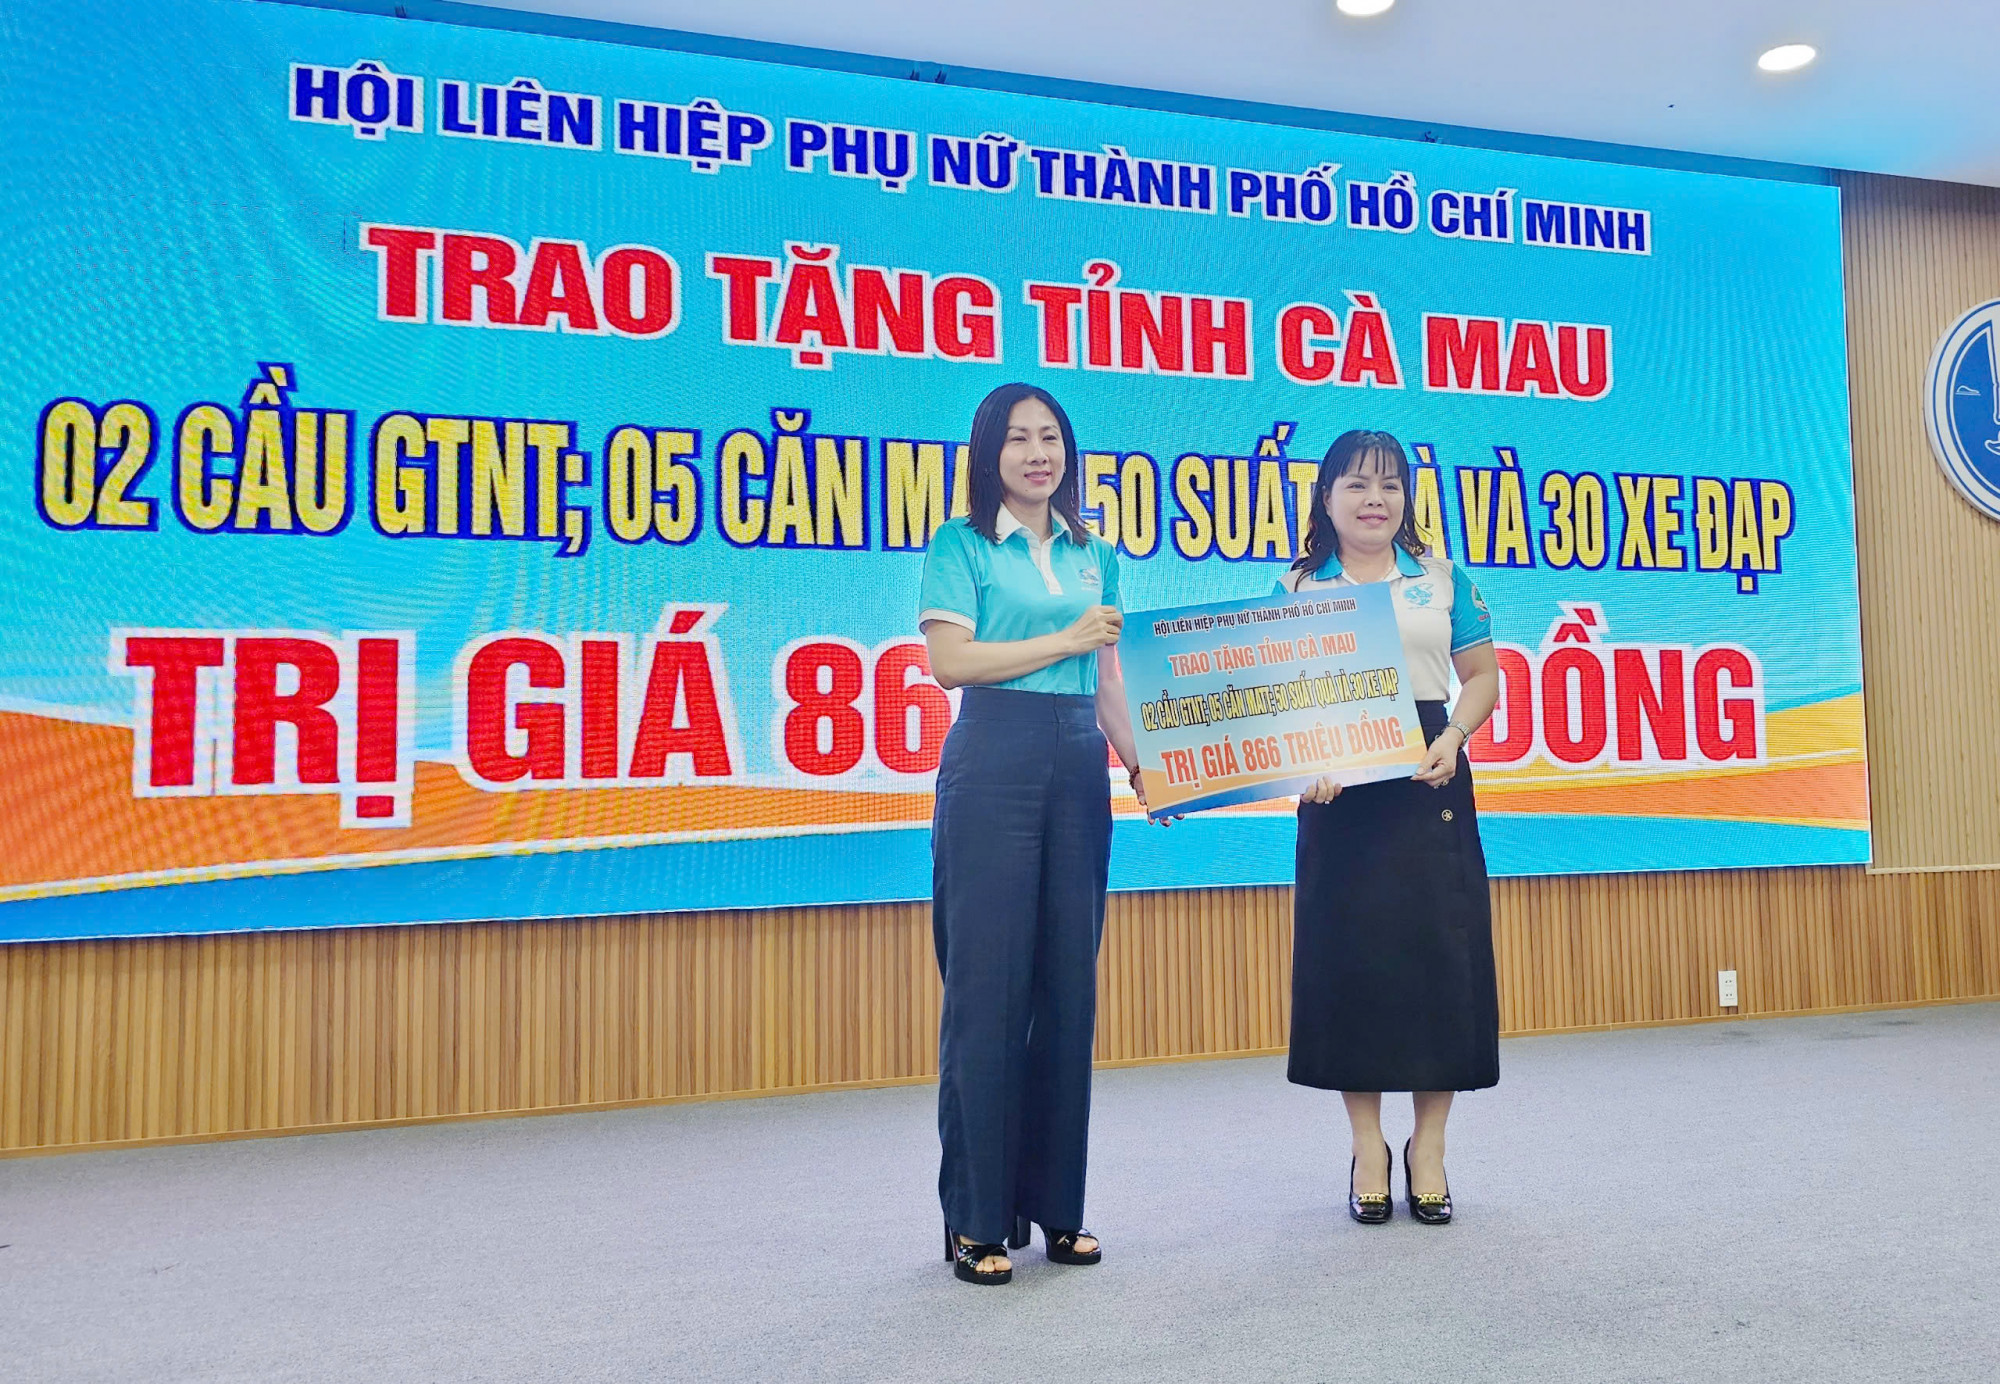 HỘI LIÊN HIỆP PHỤ NỮ THÀNH PHỐ HỒ CHÍ MINH
TRAO TẶNG TỈNH CÀ MAU
02 CẦU GTNT; 05 CĂN MA 50 SUẤT À VÀ 30 XE ĐẠP
TRỊ GIÁ 86 ĐỒNG
HỘI LIÊN HIỆP PHỤ NỮ THÀNH PHỐ HỒ CHÍ MINH
TRAO TẶNG TỈNH CÀ MAU
02 CẦU GTNT; 05 CĂN MATT; 50 SUẤT QUÀ VÀ 30 XE ĐẠP
TRỊ GIÁ 866 TRIỆU ĐỒNG